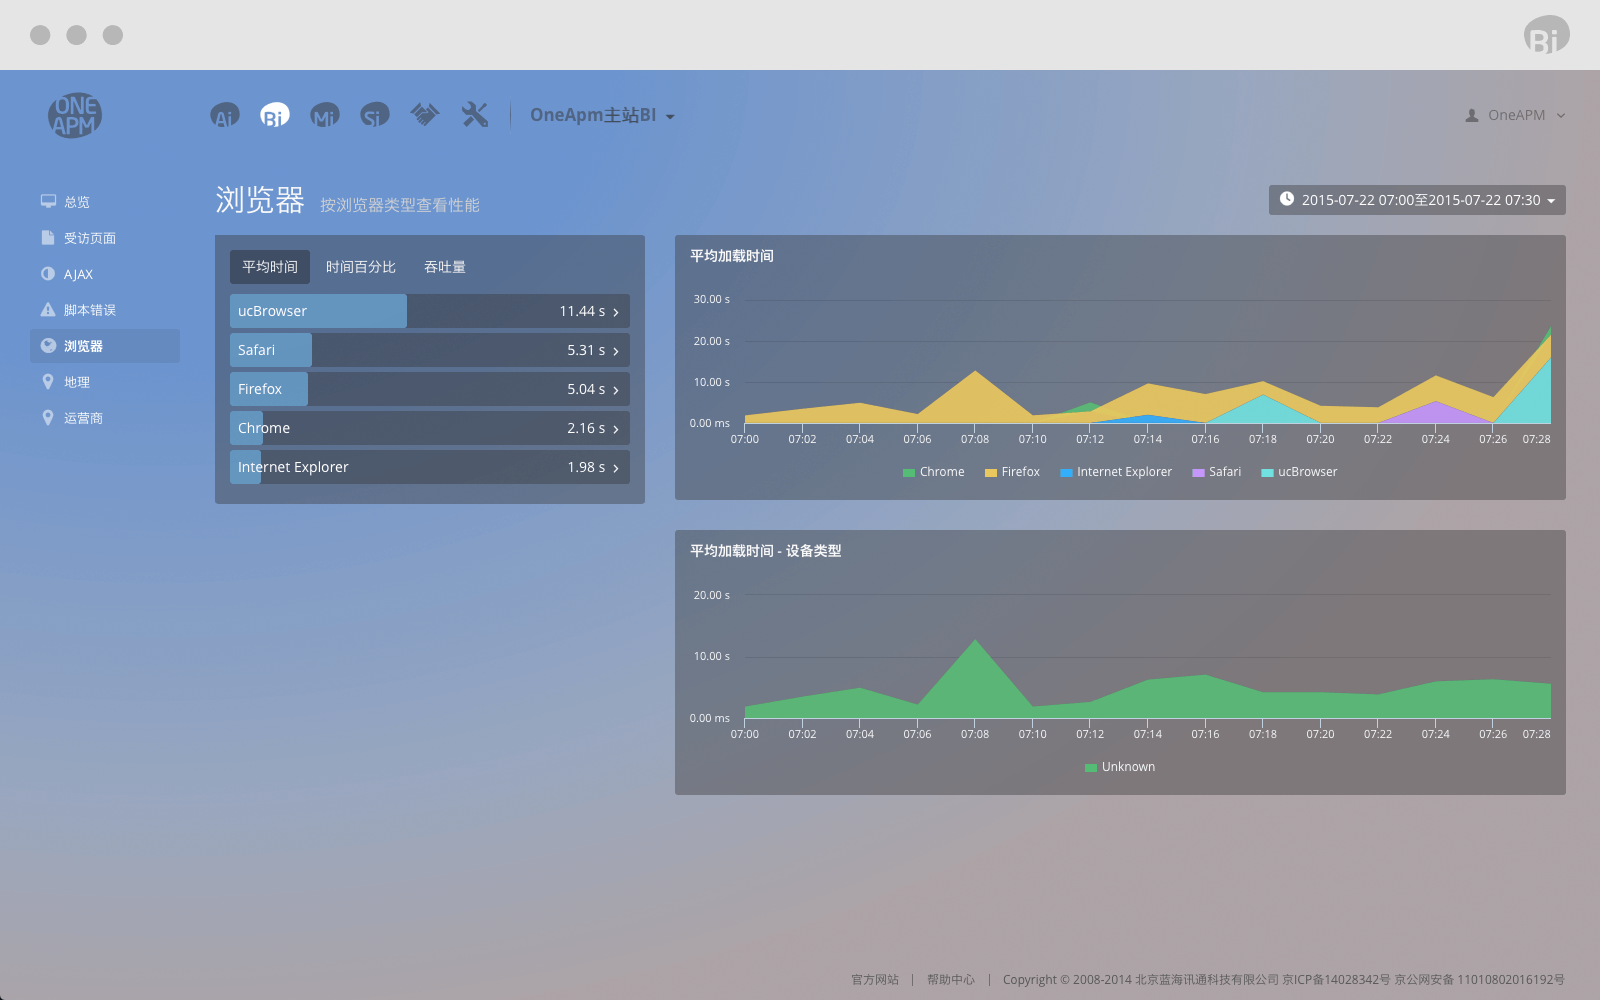 Bi
ONE
APM
Ai
Bi
Mi
Si
OneApm主站BI
OneAPM
总览
受访页面
AJAX
脚本错误
浏览器
地理
运营商
浏览器 按浏览器类型查看性能
2015-07-22 07:00至2015-07-22 07:30
平均时间 时间百分比 吞吐量
ucBrowser 11.44 s
Safari 5.31 s
Firefox 5.04 s
Chrome 2.16 s
Internet Explorer 1.98 s
平均加载时间
30.00 s
20.00 s
10.00 s
0.00 ms
07:00 07:02 07:04 07:06 07:08 07:10 07:12 07:14 07:16 07:18 07:20 07:22 07:24 07:26 07:28
Chrome Firefox Internet Explorer Safari ucBrowser
平均加载时间 - 设备类型
20.00 s
10.00 s
0.00 ms
07:00 07:02 07:04 07:06 07:08 07:10 07:12 07:14 07:16 07:18 07:20 07:22 07:24 07:26 07:28
Unknown
官方网站 | 帮助中心 | Copyright © 2008-2014 北京蓝海讯通科技有限公司 京ICP备14028342号 京公网安备 11010802016192号